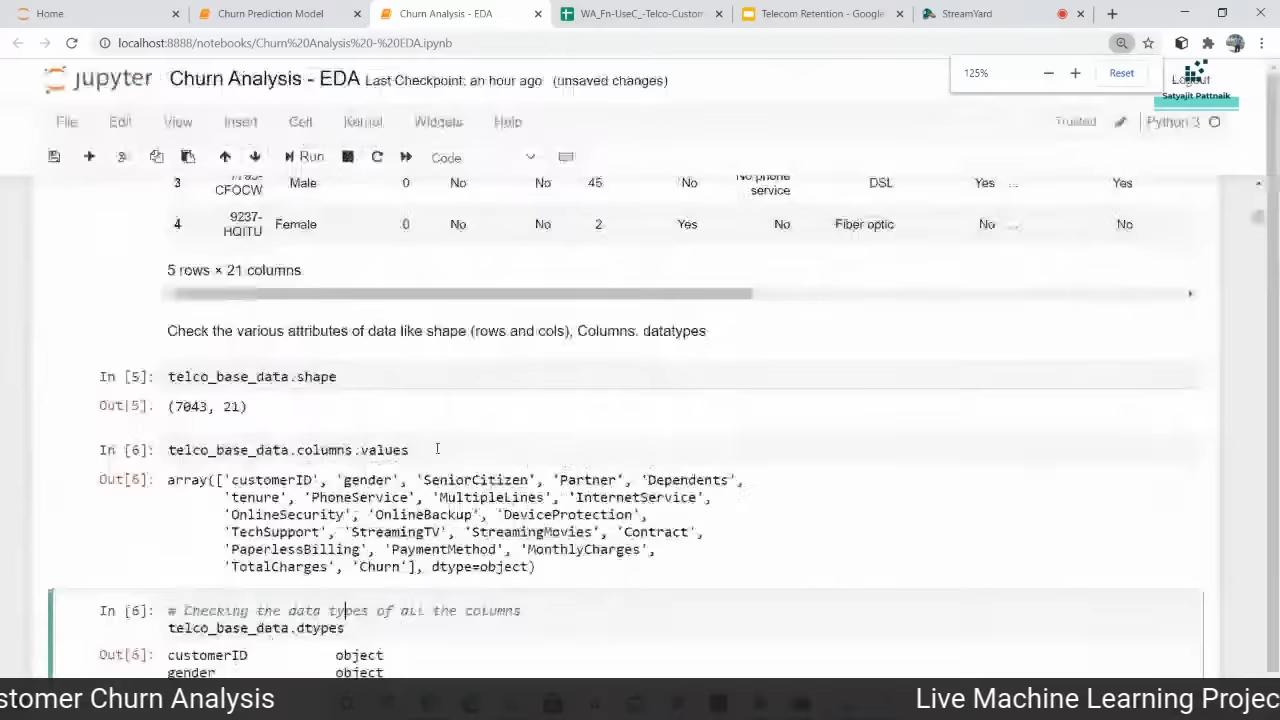 Home
Churn Prediction Model
Churn Analysis - EDA
WA_Fn-UseC_-Telco-Custom
Telecom Retention - Google
StreamYard
localhost:8888/notebooks/Churn%20Analysis%20-%20EDA.ipynb
125%
Reset
jupyter Churn Analysis - EDA Last Checkpoint: an hour ago (unsaved changes)
Logout
Satyajit Pattnaik
File Edit View Insert Cell Kernel Widgets Help
Trusted
Python 3
Run
Code
3 CFOCW Male 0 No No 45 No No phone service DSL Yes ... Yes
4 9237-HQITU Female 0 No No 2 Yes No Fiber optic No ... No
5 rows × 21 columns
Check the various attributes of data like shape (rows and cols), Columns. datatypes
In [5]: telco_base_data.shape
Out[5]: (7043, 21)
In [6]: telco_base_data.columns.values
Out[6]: array(['customerID', 'gender', 'SeniorCitizen', 'Partner', 'Dependents',
'tenure', 'PhoneService', 'MultipleLines', 'InternetService',
'OnlineSecurity', 'OnlineBackup', 'DeviceProtection',
'TechSupport', 'StreamingTV', 'StreamingMovies', 'Contract',
'PaperlessBilling', 'PaymentMethod', 'MonthlyCharges',
'TotalCharges', 'Churn'], dtype=object)
In [6]: # Checking the data types of all the columns
telco_base_data.dtypes
Out[6]: customerID object
gender object
stomer Churn Analysis
Live Machine Learning Projec